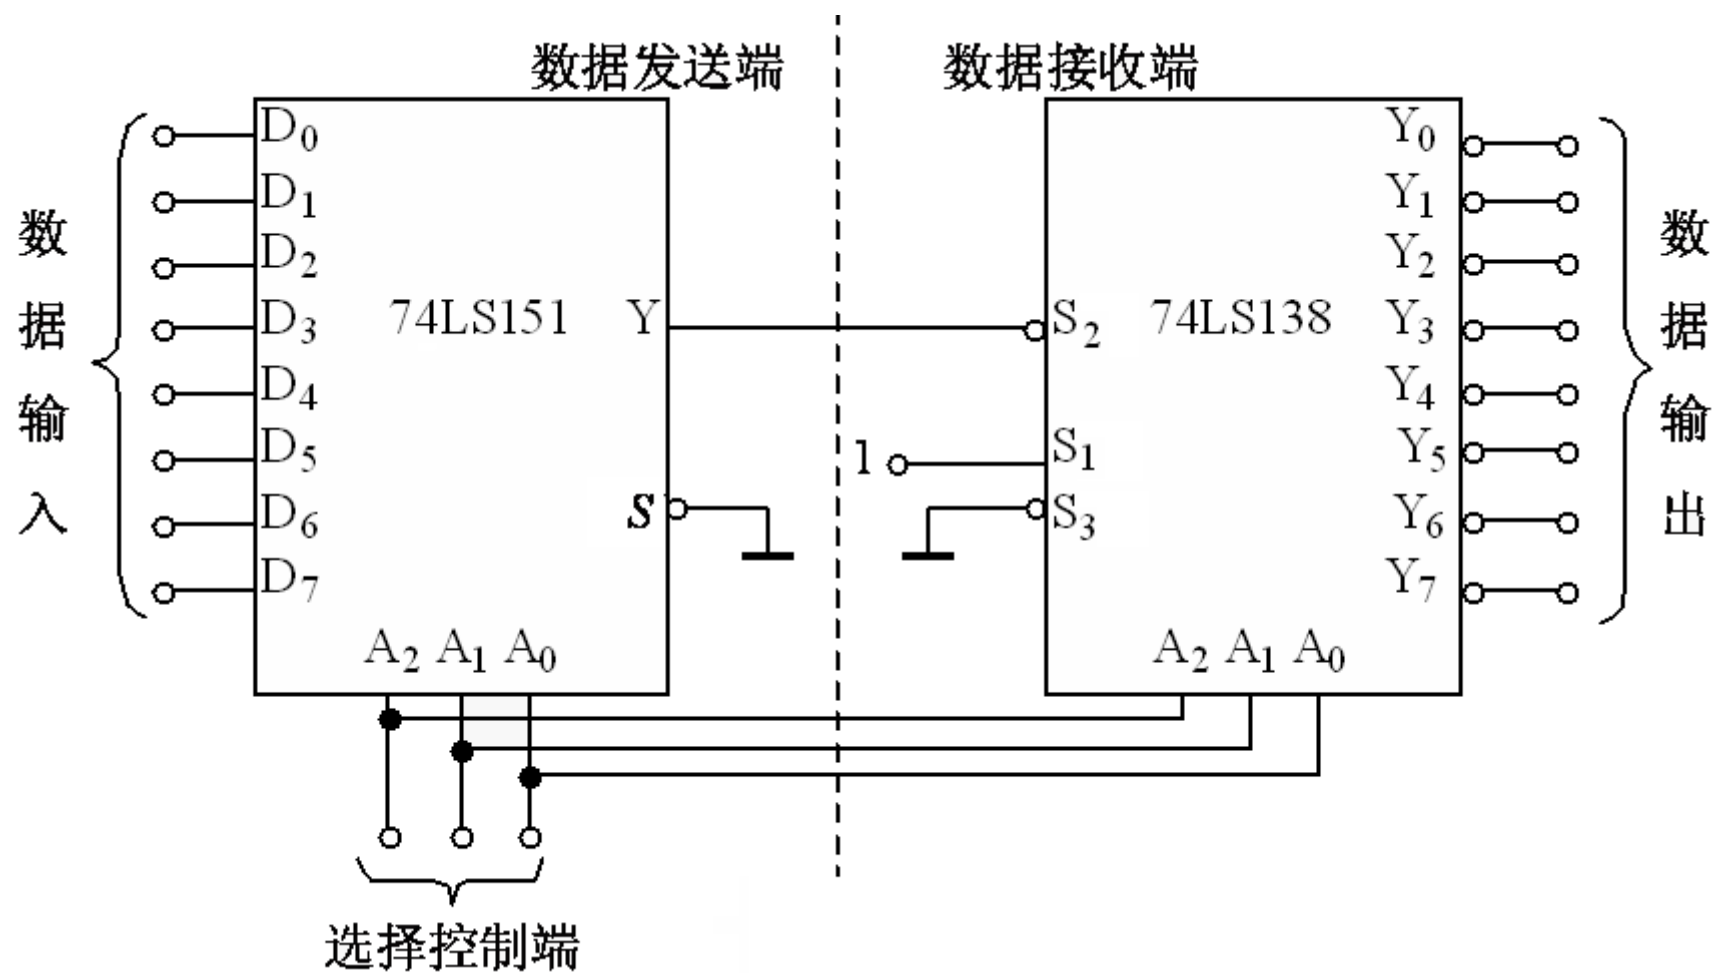 数据发送端
数据接收端
数据输入
D0
D1
D2
D3
D4
D5
D6
D7
74LS151
Y
S
A2 A1 A0
选择控制端
S2
1
S1
S3
74LS138
A2 A1 A0
Y0
Y1
Y2
Y3
Y4
Y5
Y6
Y7
数据输出